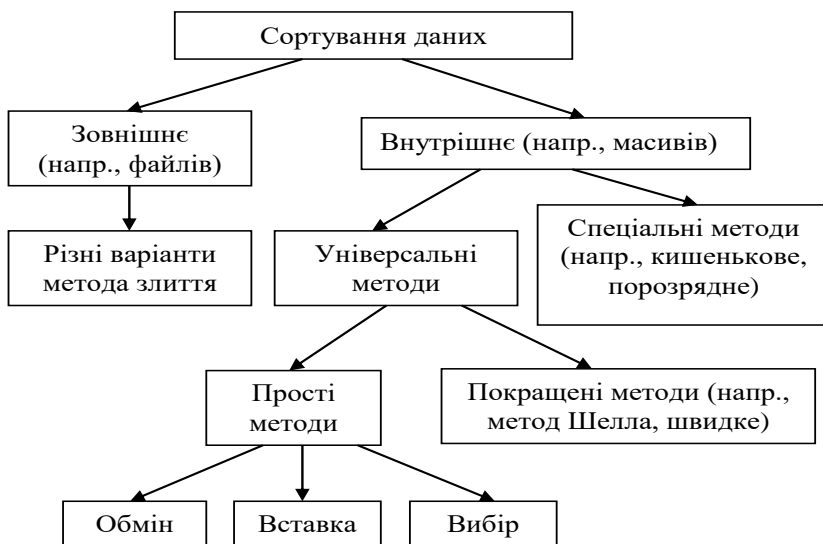 Сортування даних
Зовнішнє
(напр., файлів)
Внутрішнє (напр., масивів)
Різні варіанти
метода злиття
Універсальні
методи
Спеціальні методи
(напр., кишенькове,
порозрядне)
Прості
методи
Покращені методи (напр.,
метод Шелла, швидке)
Обмін
Вставка
Вибір